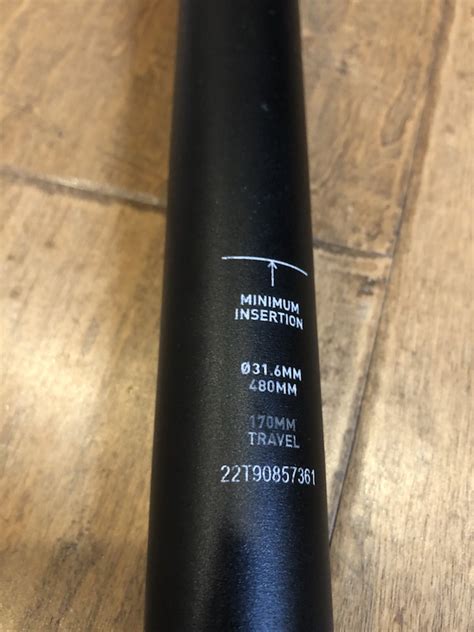 MINIMUM
INSERTION
Ø31.6MM
480MM
170MM
TRAVEL
22T90857361